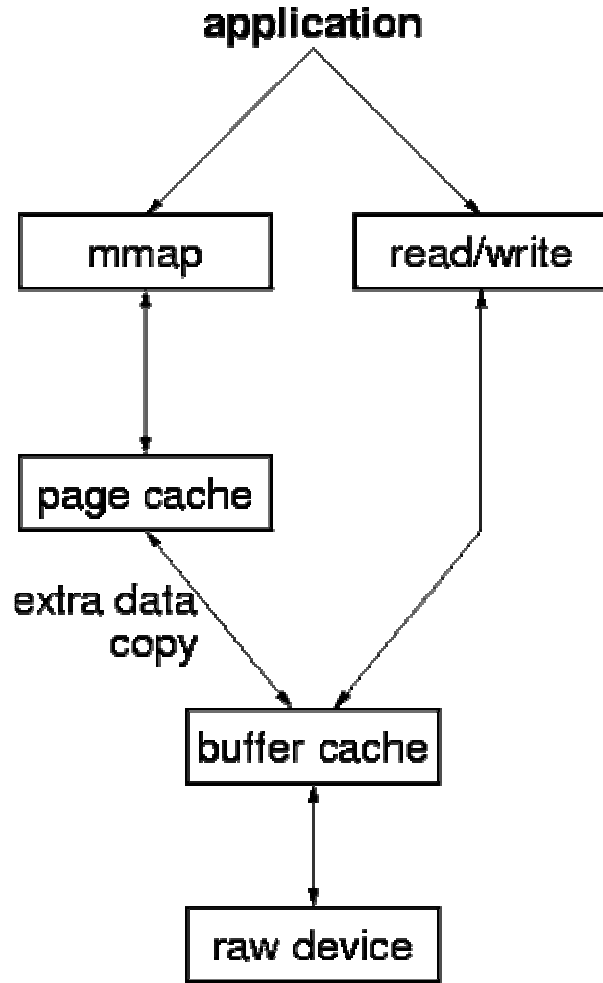 application
mmap
read/write
page cache
extra data
copy
buffer cache
raw device